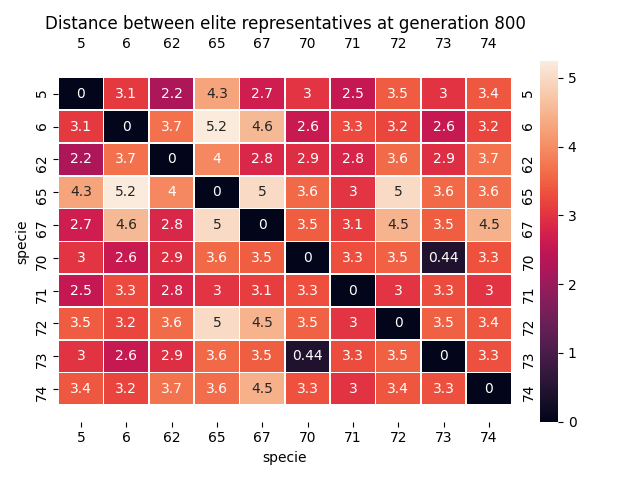 Distance between elite representatives at generation 800
5 6 62 65 67 70 71 72 73 74
5 0 3.1 2.2 4.3 2.7 3 2.5 3.5 3 3.4 5
6 3.1 0 3.7 5.2 4.6 2.6 3.3 3.2 2.6 3.2 6
62 2.2 3.7 0 4 2.8 2.9 2.8 3.6 2.9 3.7 62
65 4.3 5.2 4 0 5 3.6 3 5 3.6 3.6 65
67 2.7 4.6 2.8 5 0 3.5 3.1 4.5 3.5 4.5 67
70 3 2.6 2.9 3.6 3.5 0 3.3 3.5 0.44 3.3 70
71 2.5 3.3 2.8 3 3.1 3.3 0 3 3.3 3 71
72 3.5 3.2 3.6 5 4.5 3.5 3 0 3.5 3.4 72
73 3 2.6 2.9 3.6 3.5 0.44 3.3 3.5 0 3.3 73
74 3.4 3.2 3.7 3.6 4.5 3.3 3 3.4 3.3 0 74
5 6 62 65 67 70 71 72 73 74
specie
specie
5
4
3
2
1
0